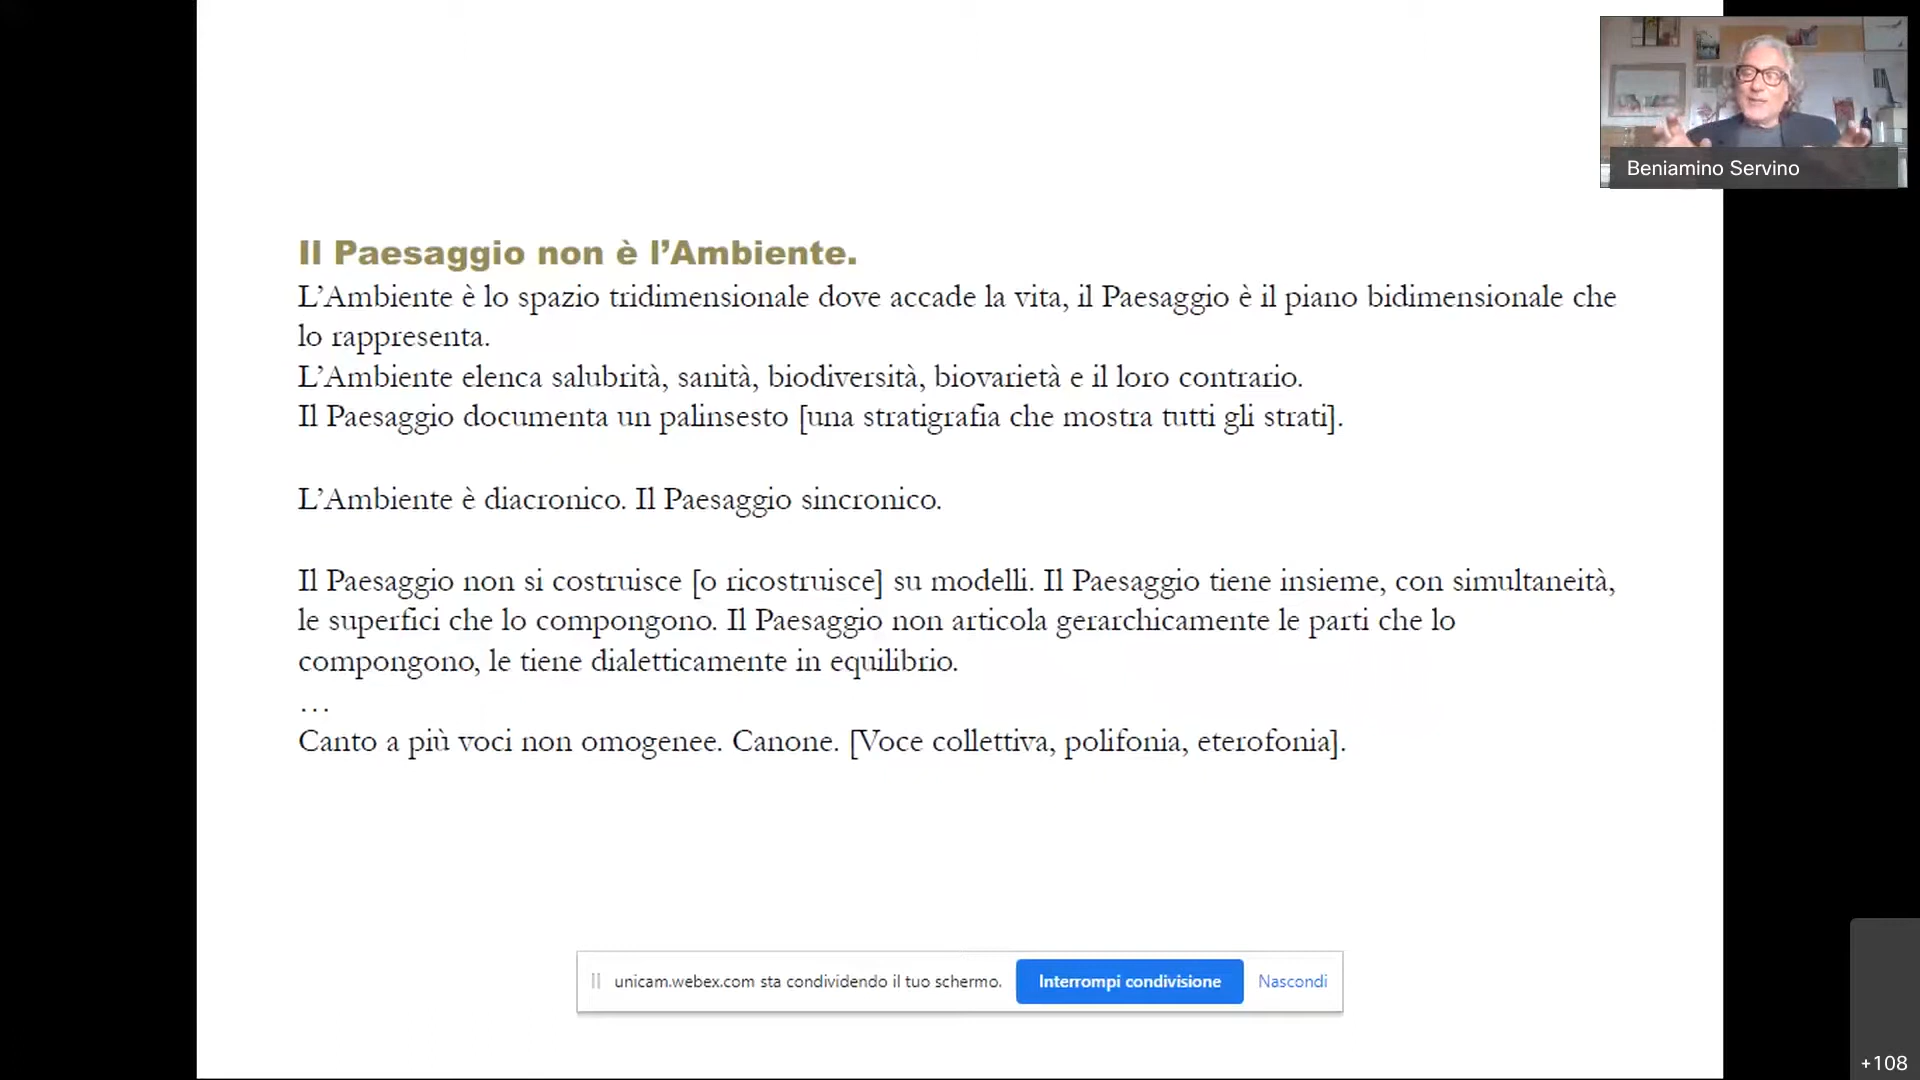 Beniamino Servino
Il Paesaggio non è l’Ambiente.
L’Ambiente è lo spazio tridimensionale dove accade la vita, il Paesaggio è il piano bidimensionale che
lo rappresenta.
L’Ambiente elenca salubrità, sanità, biodiversità, biovarietà e il loro contrario.
Il Paesaggio documenta un palinsesto [una stratigrafia che mostra tutti gli strati].
L’Ambiente è diacronico. Il Paesaggio sincronico.
Il Paesaggio non si costruisce [o ricostruisce] su modelli. Il Paesaggio tiene insieme, con simultaneità,
le superfici che lo compongono. Il Paesaggio non articola gerarchicamente le parti che lo
compongono, le tiene dialetticamente in equilibrio.
…
Canto a più voci non omogenee. Canone. [Voce collettiva, polifonia, eterofonia].
unicam.webex.com sta condividendo il tuo schermo. Interrompi condivisione Nascondi
+108